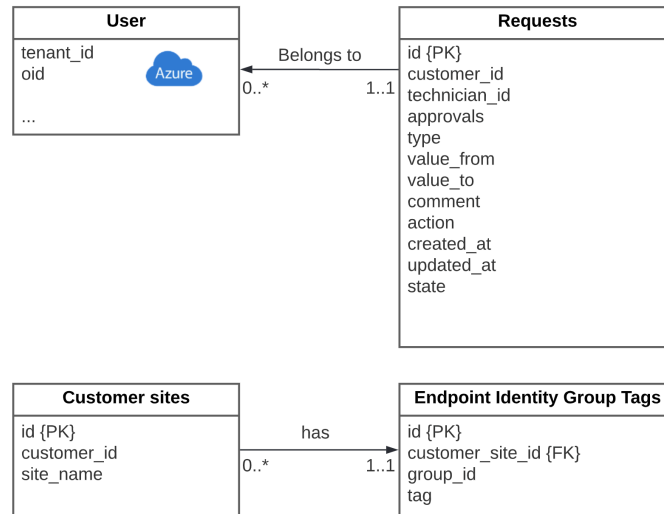 User
tenant_id
oid
Azure
...
Belongs to
0..*
1..1
Requests
id {PK}
customer_id
technician_id
approvals
type
value_from
value_to
comment
action
created_at
updated_at
state
Customer sites
id {PK}
customer_id
site_name
has
0..*
1..1
Endpoint Identity Group Tags
id {PK}
customer_site_id {FK}
group_id
tag